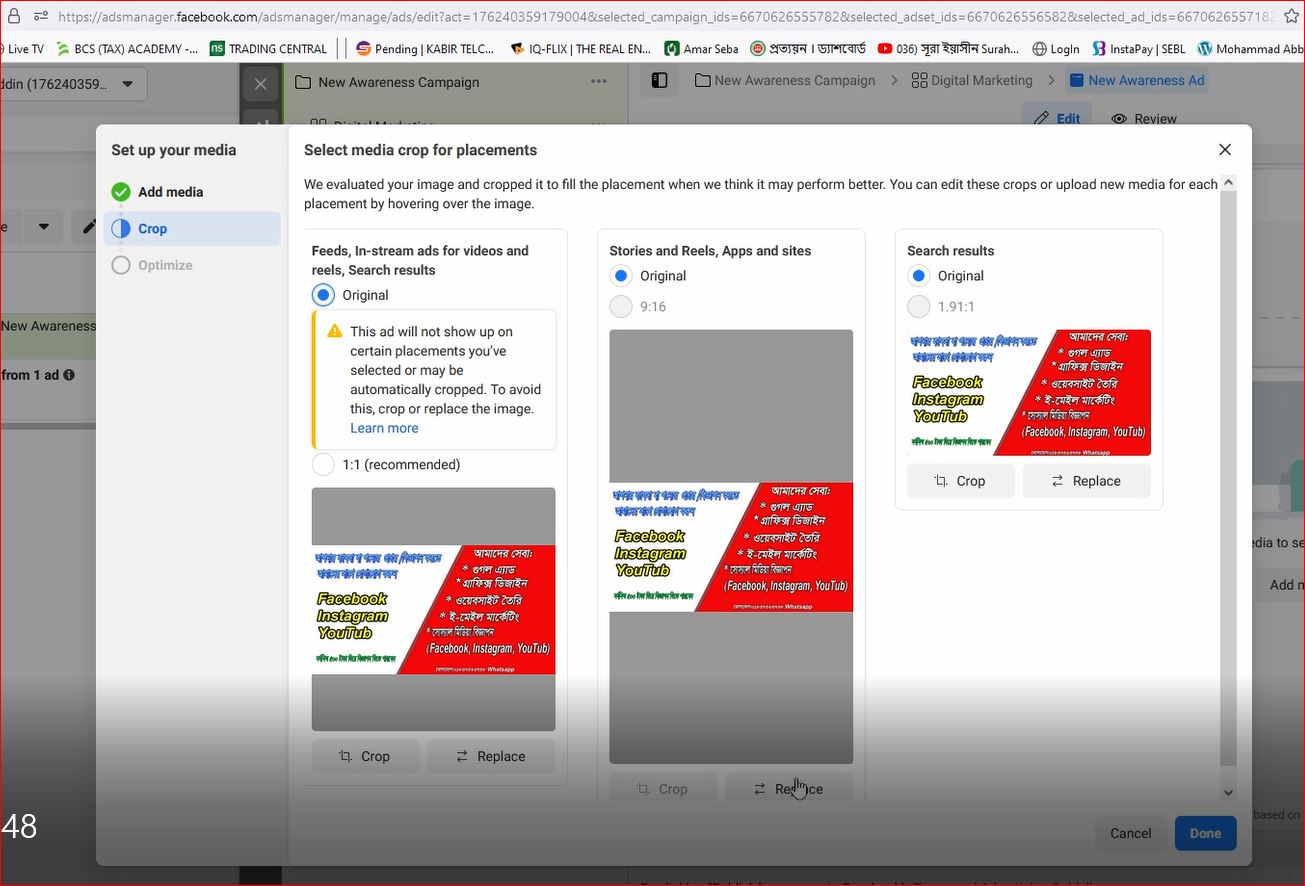 https://adsmanager.facebook.com/adsmanager/manage/ads/edit?act=176240359179004&selected_campaign_ids=6670626555782&selected_adset_ids=6670626556582&selected_ad_ids=6670626557182
Live TV
BCS (TAX) ACADEMY -...
TRADING CENTRAL
Pending | KABIR TELC...
IQ-FLIX | THE REAL EN...
Amar Seba
প্রত্যয়ন । ড্যাশবোর্ড
036) সূরা ইয়াসীন Surah...
LogIn
InstaPay | SEBL
Mohammad Abb
ddin (176240359...
New Awareness Campaign
New Awareness Campaign > Digital Marketing > New Awareness Ad
Digital Marketing
Edit
Review
Set up your media
Add media
Crop
Optimize
New Awareness
from 1 ad
Select media crop for placements
We evaluated your image and cropped it to fill the placement when we think it may perform better. You can edit these crops or upload new media for each
placement by hovering over the image.
Feeds, In-stream ads for videos and
reels, Search results
Original
This ad will not show up on
certain placements you've
selected or may be
automatically cropped. To avoid
this, crop or replace the image.
Learn more
1:1 (recommended)
আমাদের সেবা:
* গুগল এ্যাড
* গ্রাফিক্স ডিজাইন
* ওয়েবসাইট তৈরি
* ই-মেইল মার্কেটিং
* সোসাল মিডিয়া বিজ্ঞাপন
(Facebook, Instagram, YouTub)
Whatsapp
Facebook
Instagram
YouTub
Crop
Replace
Stories and Reels, Apps and sites
Original
9:16
আমাদের সেবা:
* গুগল এ্যাড
* গ্রাফিক্স ডিজাইন
* ওয়েবসাইট তৈরি
* ই-মেইল মার্কেটিং
* সোসাল মিডিয়া বিজ্ঞাপন
(Facebook, Instagram, YouTub)
Whatsapp
Facebook
Instagram
YouTub
Crop
Replace
Search results
Original
1.91:1
আমাদের সেবা:
* গুগল এ্যাড
* গ্রাফিক্স ডিজাইন
* ওয়েবসাইট তৈরি
* ই-মেইল মার্কেটিং
* সোসাল মিডিয়া বিজ্ঞাপন
(Facebook, Instagram, YouTub)
Whatsapp
Facebook
Instagram
YouTub
Crop
Replace
edia to se
Add n
based on
48
Cancel
Done